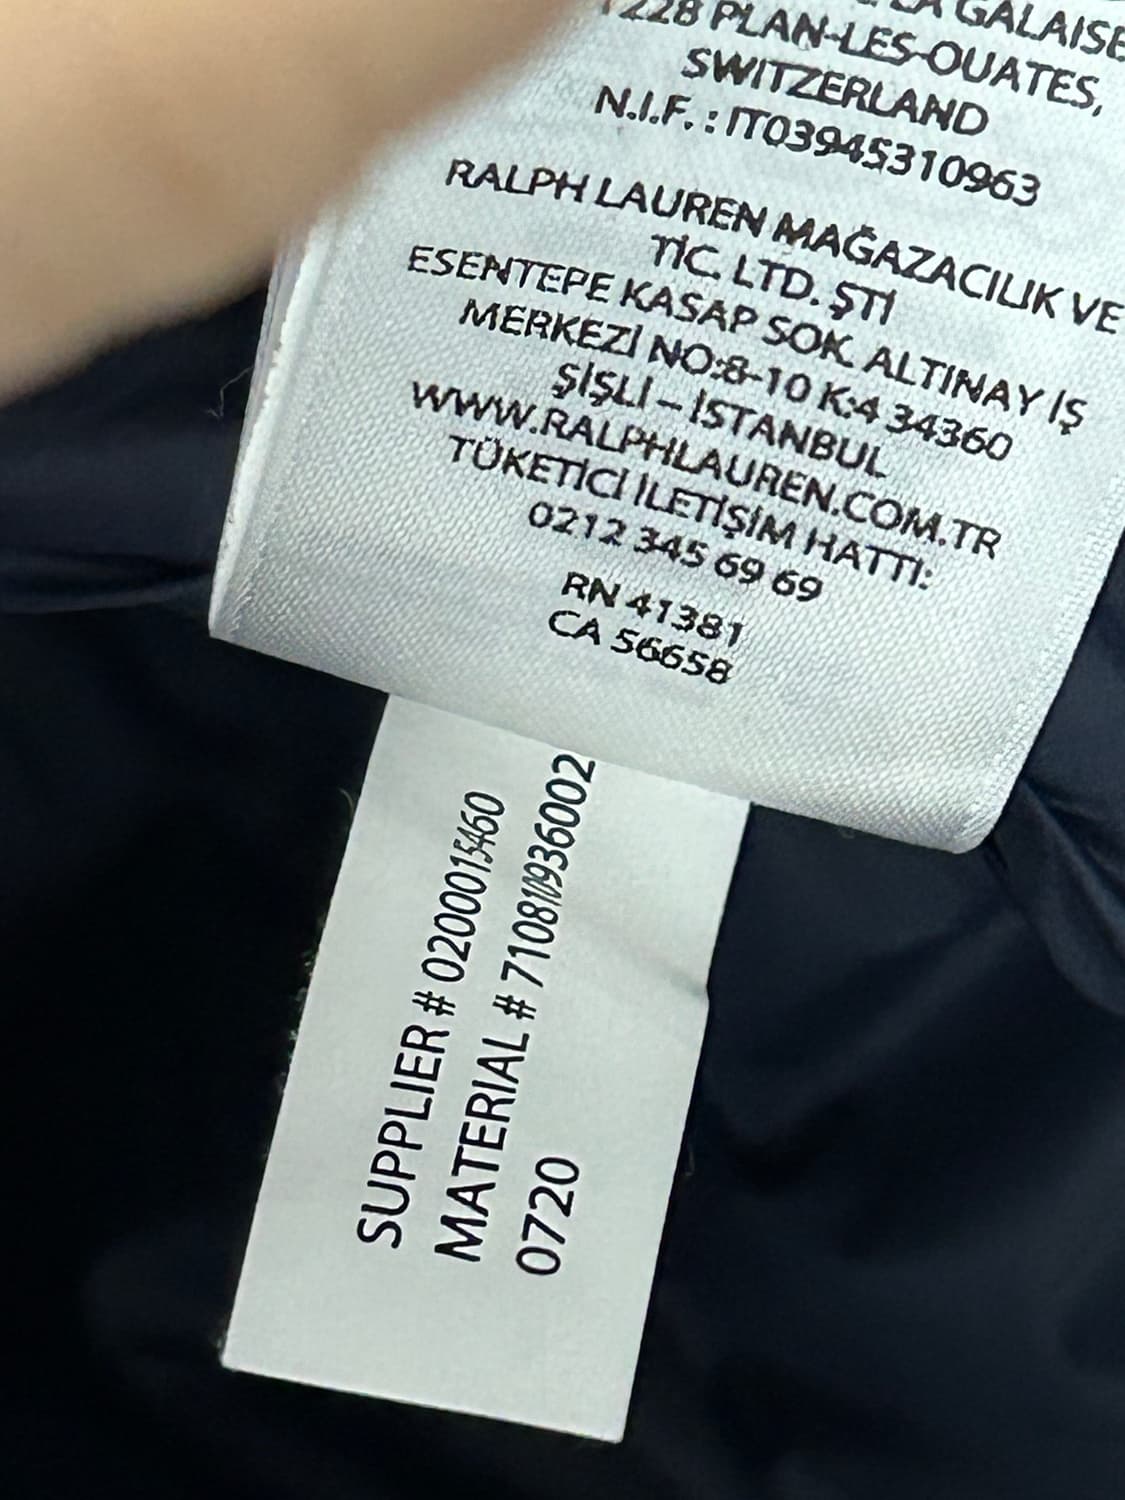 LA GALAISE
1228 PLAN-LES-OUATES,
SWITZERLAND
N.I.F. : IT03945310963
RALPH LAUREN MAĞAZACILIK VE
TİC. LTD. ŞTİ
ESENTEPE KASAP SOK. ALTINAY İŞ
MERKEZİ NO:8-10 K:4 34360
ŞİŞLİ – İSTANBUL
WWW.RALPHLAUREN.COM.TR
TÜKETİCİ İLETİŞİM HATTI:
0212 345 69 69
RN 41381
CA 56658
SUPPLIER # 0200015460
MATERIAL #
0720